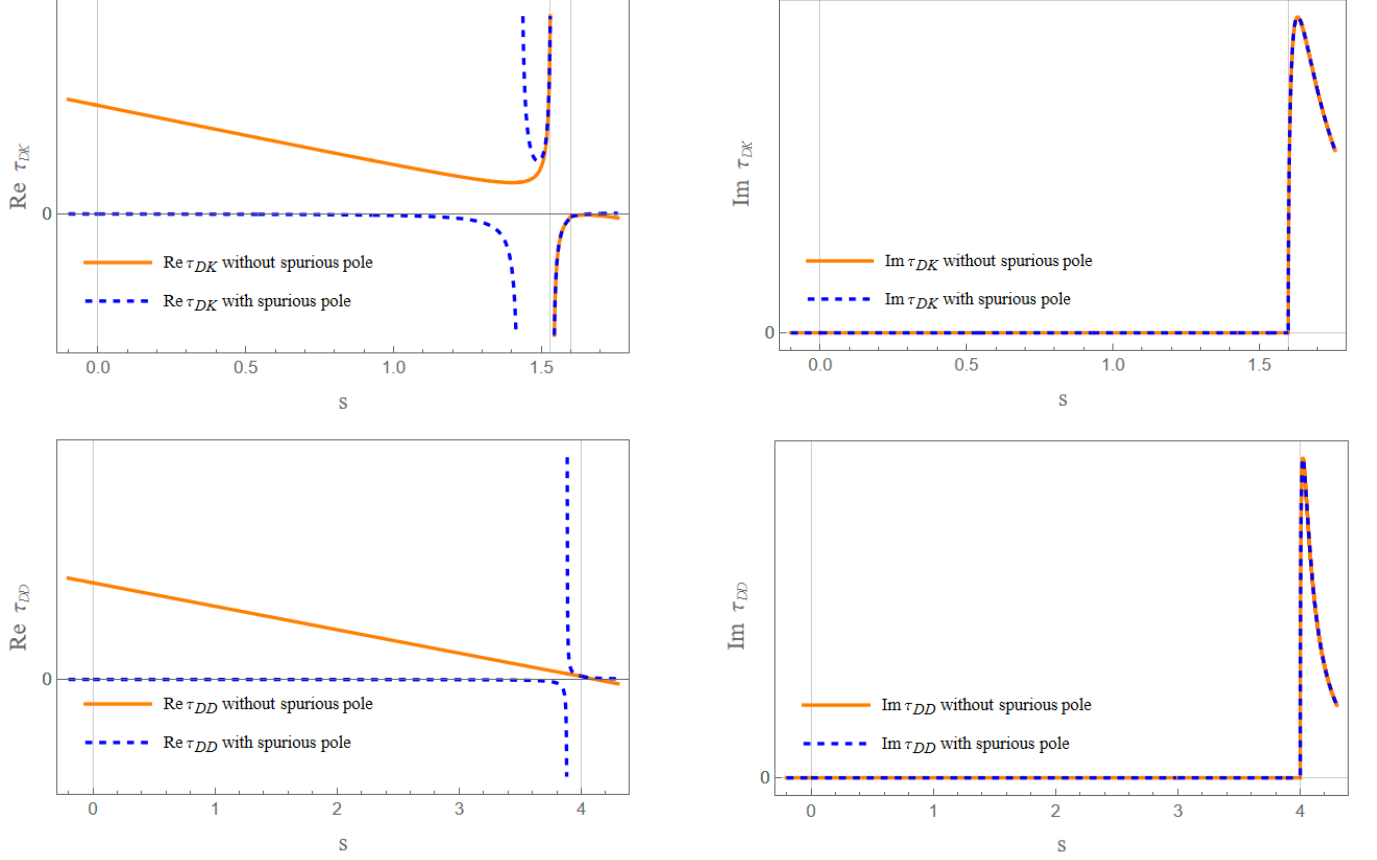 Re τDK
0
Re τDK without spurious pole
Re τDK with spurious pole
0.0 0.5 1.0 1.5
s
Im τDK
0
Im τDK without spurious pole
Im τDK with spurious pole
0.0 0.5 1.0 1.5
s
Re τDD
0
Re τDD without spurious pole
Re τDD with spurious pole
0 1 2 3 4
s
Im τDD
0
Im τDD without spurious pole
Im τDD with spurious pole
0 1 2 3 4
s